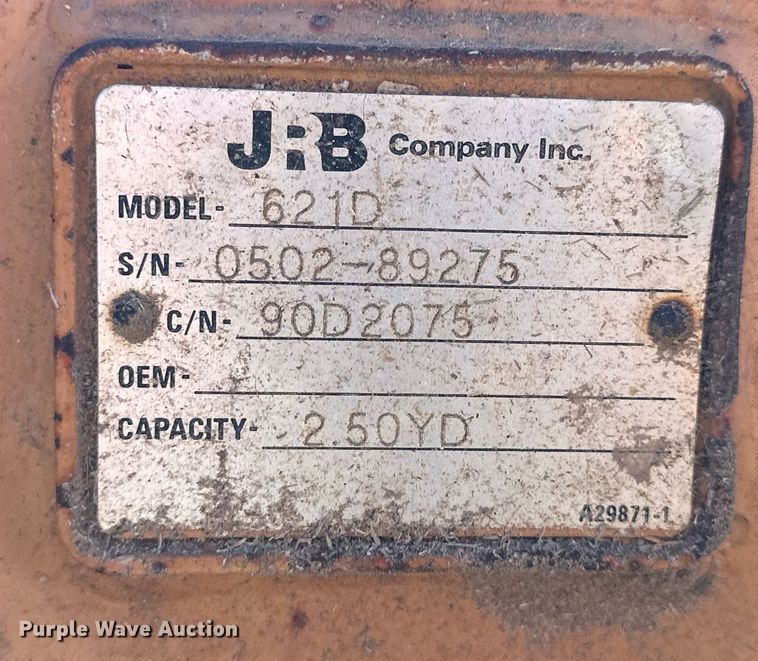 JRB Company Inc.
MODEL- 621D
S/N- 0502-89275
C/N- 90D2075
OEM-
CAPACITY- 2.50YD
A29871-1
Purple Wave Auction